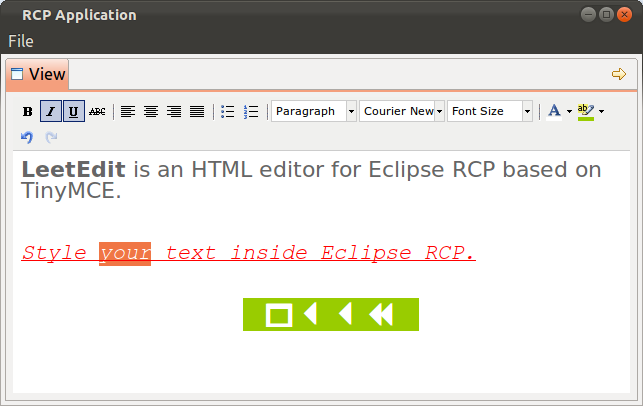 RCP Application
File
View
B I U ABC Paragraph Courier New Font Size A ab
LeetEdit is an HTML editor for Eclipse RCP based on
TinyMCE.
Style your text inside Eclipse RCP.